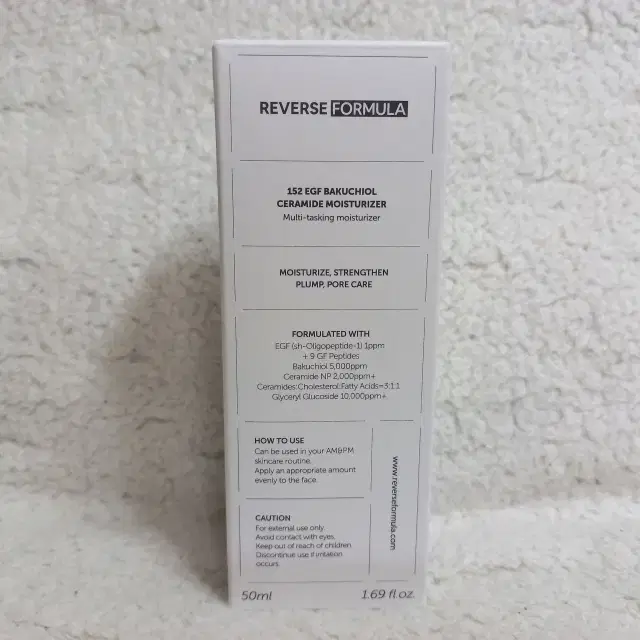 REVERSE FORMULA
152 EGF BAKUCHIOL
CERAMIDE MOISTURIZER
Multi-tasking moisturizer
MOISTURIZE, STRENGTHEN
PLUMP, PORE CARE
FORMULATED WITH
EGF (sh-Oligopeptide-1) 1ppm
+ 9 GF Peptides
Bakuchiol 5,000ppm
Ceramide NP 2,000ppm+
Ceramides:Cholesterol:Fatty Acids=3:1:1
Glyceryl Glucoside 10,000ppm+
HOW TO USE
Can be used in your AM&PM
skincare routine.
Apply an appropriate amount
evenly to the face.
www.reverseformula.com
CAUTION
For external use only.
Avoid contact with eyes.
Keep out of reach of children.
Discontinue use if irritation
occurs.
50ml 1.69 fl oz.